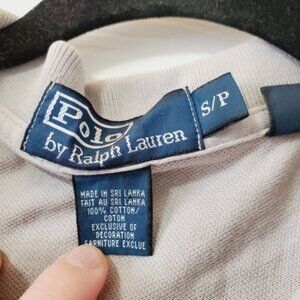 Polo
by Ralph Lauren
S/P
MADE IN SRI LANKA
FAIT AU SRI LANKA
100% COTTON/
COTON
EXCLUSIVE OF
DECORATION
GARNITURE EXCLUE